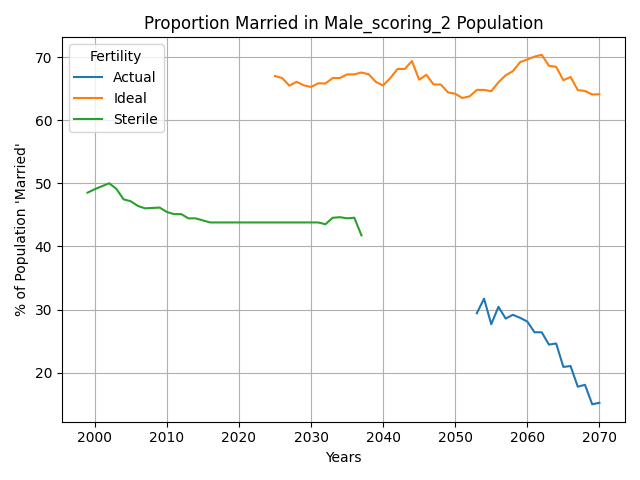 Proportion Married in Male_scoring_2 Population
% of Population 'Married'
70
60
50
40
30
20
Fertility
Actual
Ideal
Sterile
2000 2010 2020 2030 2040 2050 2060 2070
Years